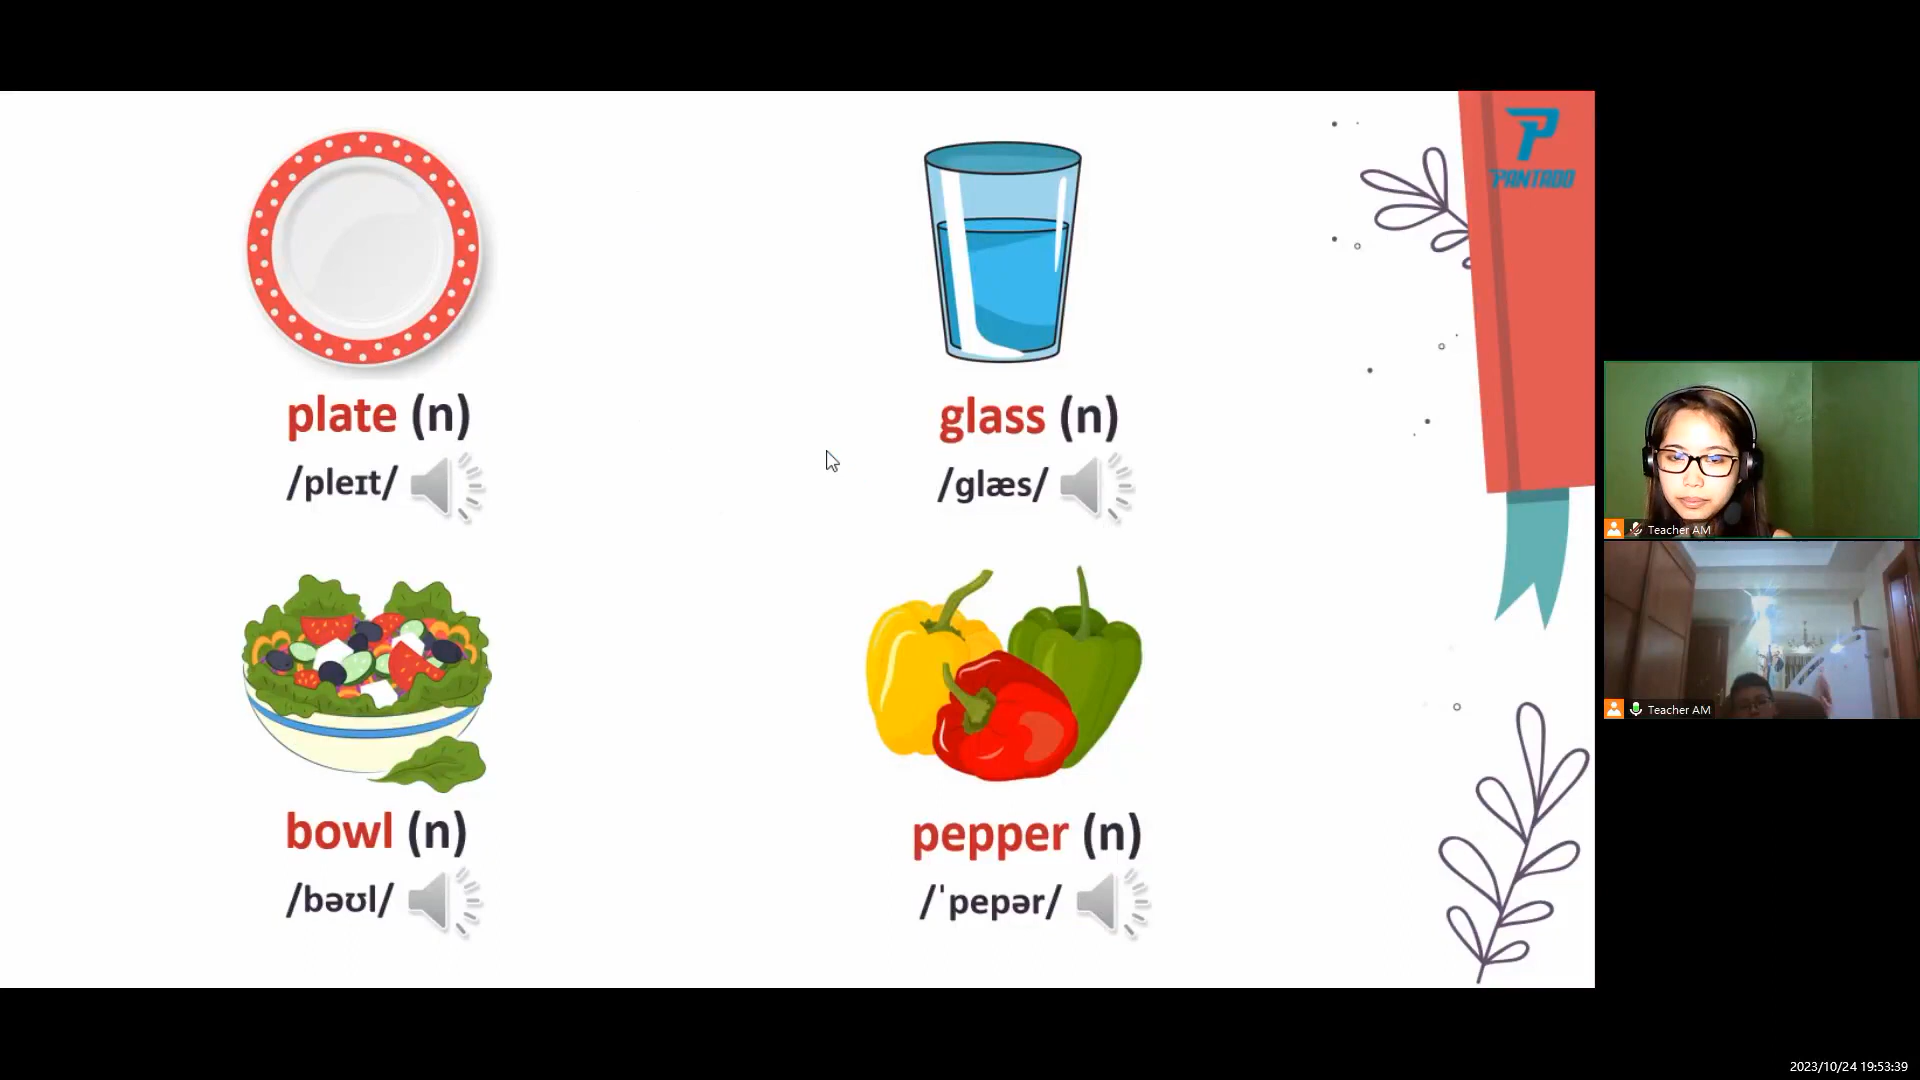 PANTADO
plate (n)
/pleɪt/
glass (n)
/glæs/
bowl (n)
/bəʊl/
pepper (n)
/ˈpepər/
Teacher AM
Teacher AM
2023/10/24 19:53:39